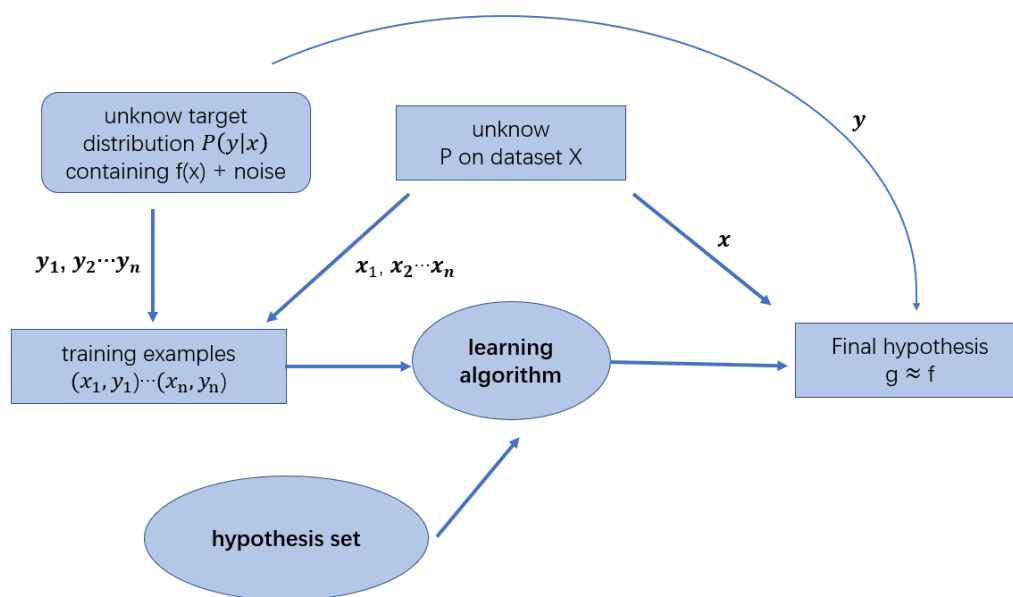 unknow target
distribution P(y|x)
containing f(x) + noise
unknow
P on dataset X
y
y₁, y₂⋯yₙ
x₁, x₂⋯xₙ
x
training examples
(x₁, y₁)⋯(xₙ, yₙ)
learning
algorithm
Final hypothesis
g ≈ f
hypothesis set